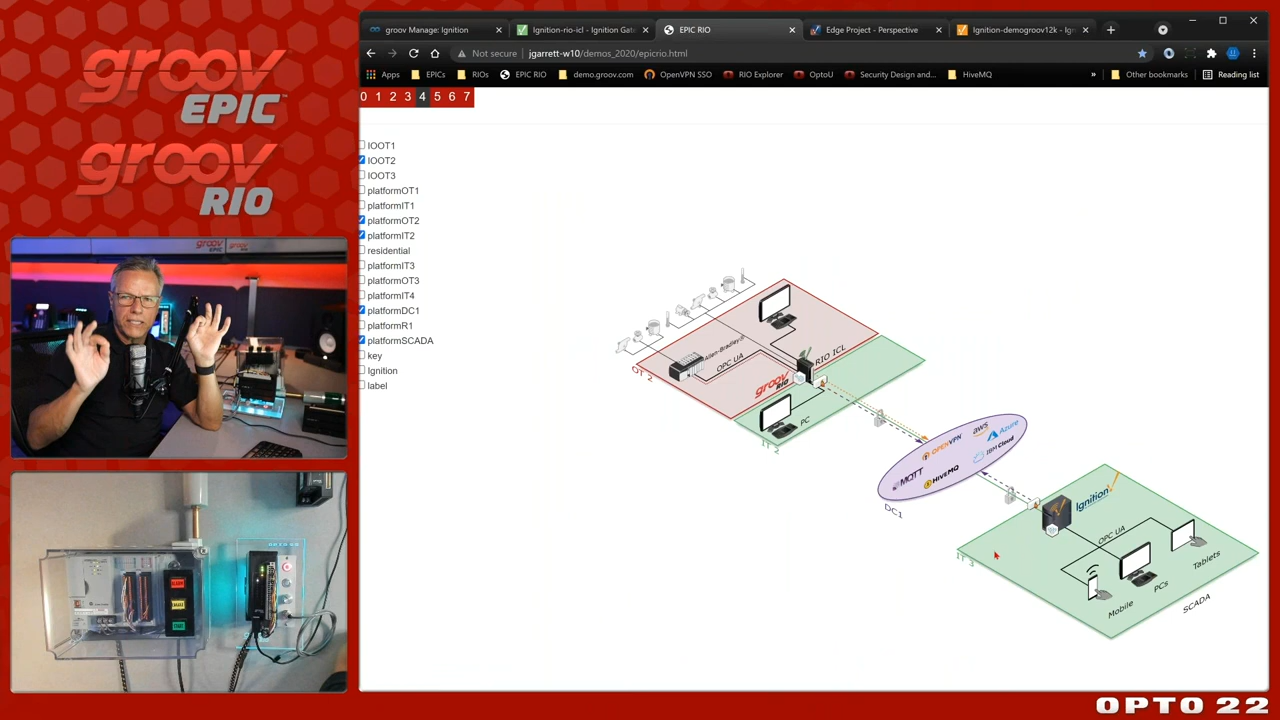 groov
EPIC™
groov
RIO
groov Manage: Ignition
Ignition-rio-icl - Ignition Gate
EPIC RIO
Edge Project - Perspective
Ignition-demogroov12k - Ign
Not secure
jgarrett-w10/demos_2020/epicrio.html
Apps
EPICs
RIOs
EPIC RIO
demo.groov.com
OpenVPN SSO
RIO Explorer
OptoU
Security Design and...
HiveMQ
»
Other bookmarks
Reading list
0 1 2 3 4 5 6 7
IOOT1
IOOT2
IOOT3
platformOT1
platformIT1
platformOT2
platformIT2
residential
platformIT3
platformOT3
platformIT4
platformDC1
platformR1
platformSCADA
key
Ignition
label
OT 2
Allen-Bradley
OPC UA
groov
RIO
RIO ICL
PC
IT 2
OPENVPN
aws
Azure
IBM Cloud
MQTT
HIVEMQ
DC1
Ignition
OPC UA
IT 3
Mobile
PCs
Tablets
SCADA
OPTO 22